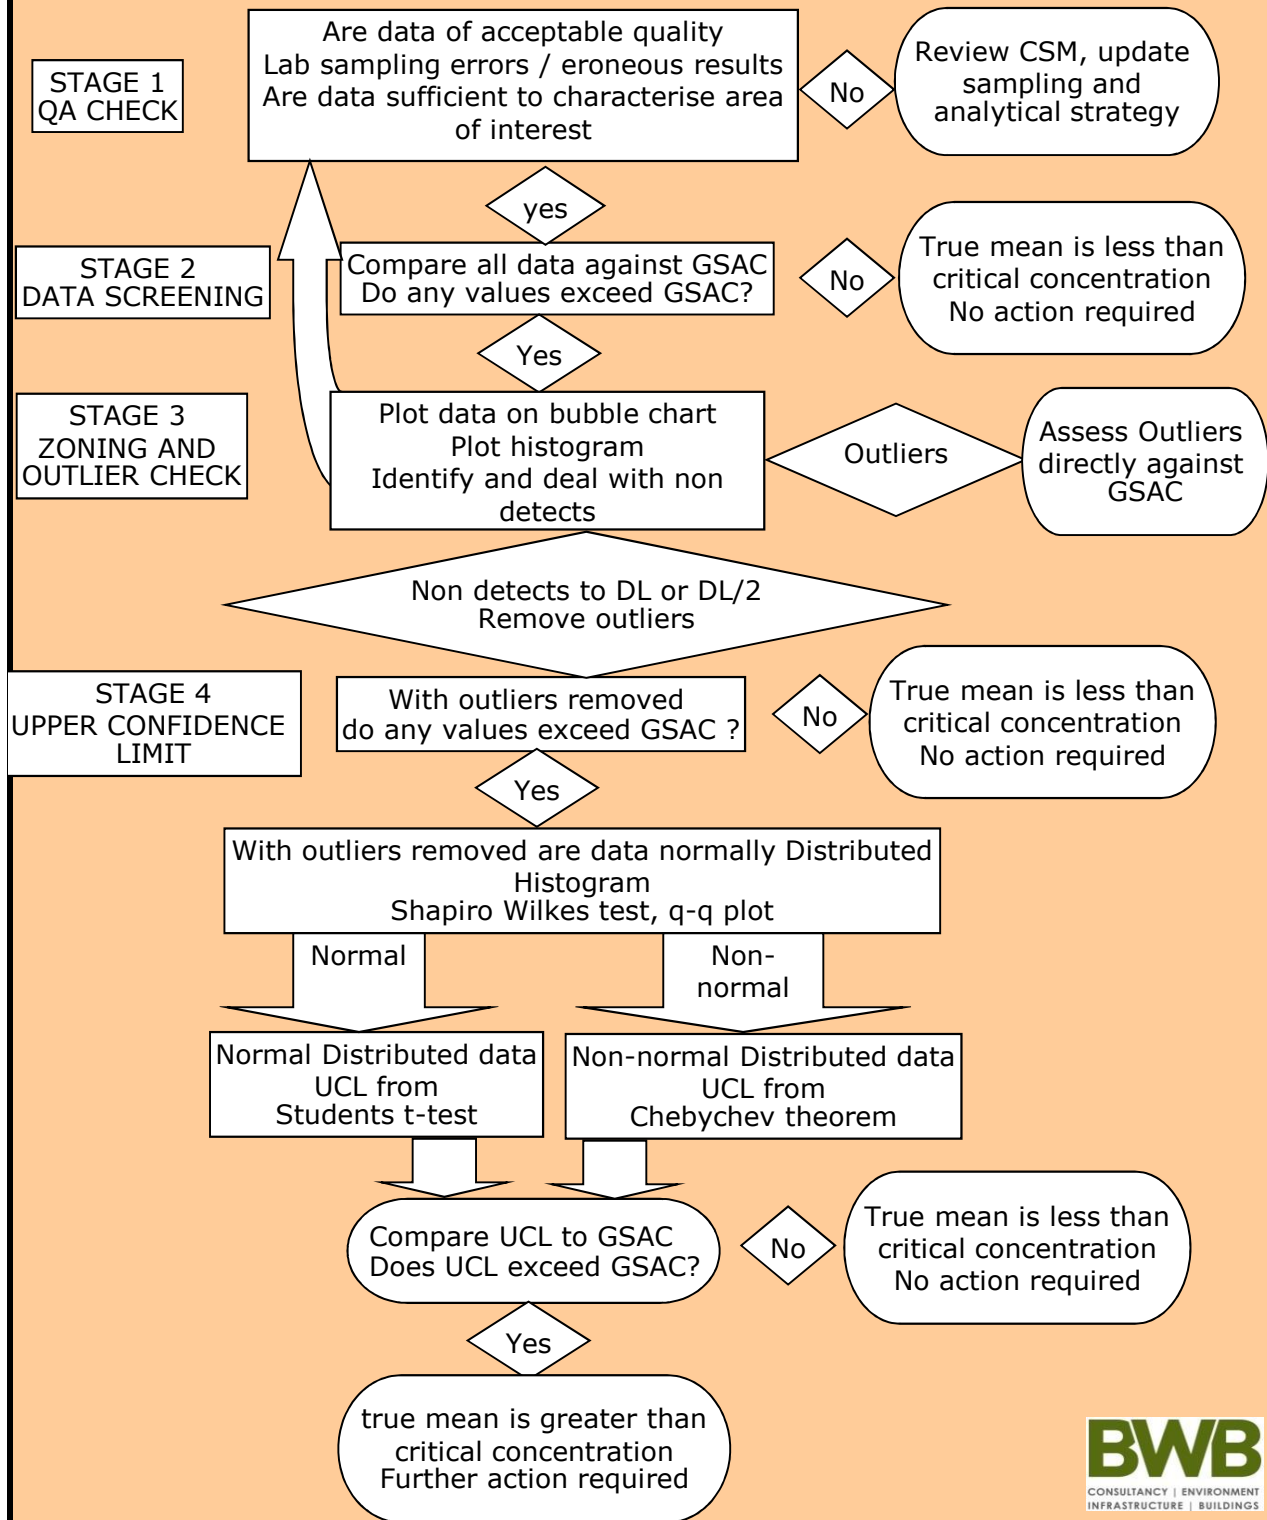 STAGE 1
QA CHECK
Are data of acceptable quality
Lab sampling errors / eroneous results
Are data sufficient to characterise area
of interest
No
Review CSM, update
sampling and
analytical strategy
yes
STAGE 2
DATA SCREENING
Compare all data against GSAC
Do any values exceed GSAC?
No
True mean is less than
critical concentration
No action required
Yes
STAGE 3
ZONING AND
OUTLIER CHECK
Plot data on bubble chart
Plot histogram
Identify and deal with non
detects
Outliers
Assess Outliers
directly against
GSAC
Non detects to DL or DL/2
Remove outliers
STAGE 4
UPPER CONFIDENCE
LIMIT
With outliers removed
do any values exceed GSAC ?
No
True mean is less than
critical concentration
No action required
Yes
With outliers removed are data normally Distributed
Histogram
Shapiro Wilkes test, q-q plot
Normal
Non-
normal
Normal Distributed data
UCL from
Students t-test
Non-normal Distributed data
UCL from
Chebychev theorem
Compare UCL to GSAC
Does UCL exceed GSAC?
No
True mean is less than
critical concentration
No action required
Yes
true mean is greater than
critical concentration
Further action required
BWB
CONSULTANCY | ENVIRONMENT
INFRASTRUCTURE | BUILDINGS